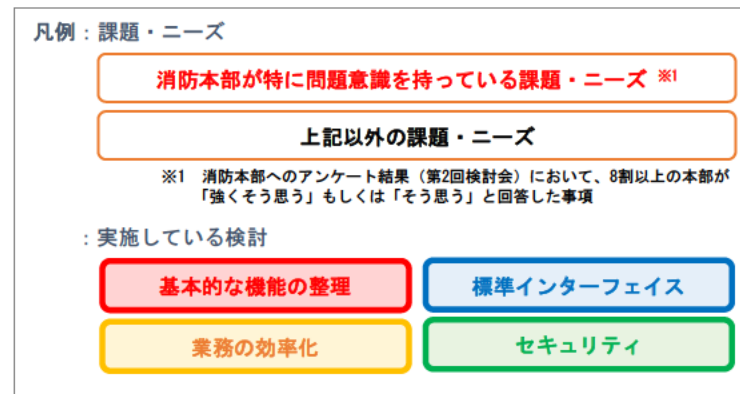 凡例：課題・ニーズ
消防本部が特に問題意識を持っている課題・ニーズ ※1
上記以外の課題・ニーズ
※1 消防本部へのアンケート結果（第2回検討会）において、8割以上の本部が
「強くそう思う」もしくは「そう思う」と回答した事項
：実施している検討
基本的な機能の整理
標準インターフェイス
業務の効率化
セキュリティ